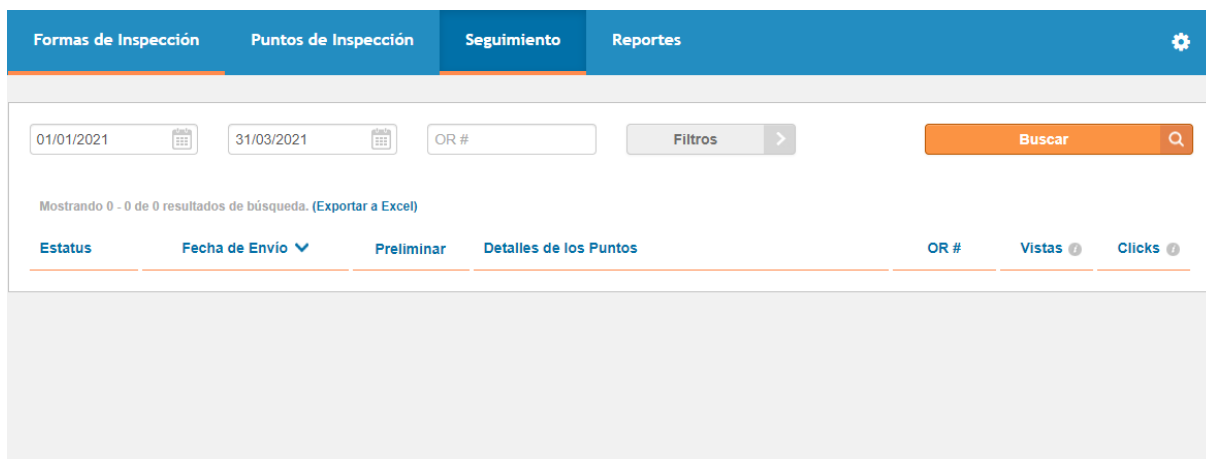 Formas de Inspección Puntos de Inspección Seguimiento Reportes
01/01/2021 31/03/2021 OR # Filtros Buscar
Mostrando 0 - 0 de 0 resultados de búsqueda. (Exportar a Excel)
Estatus Fecha de Envío Preliminar Detalles de los Puntos OR # Vistas i Clicks i